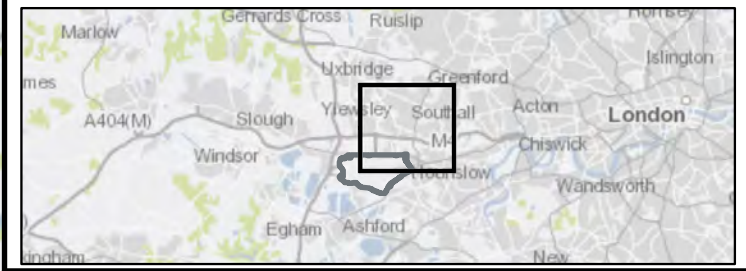 Gerrards Cross
Ruislip
Marlow
Islington
Uxbridge
Greenford
A404(M)
Slough
Yiewsley
Southall
Acton
London
M4
Chiswick
Windsor
Hounslow
Wandsworth
Egham
Ashford
New